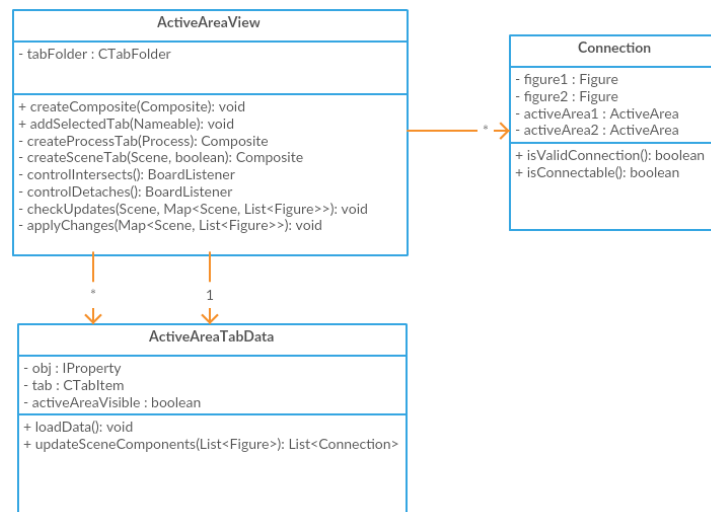 ActiveAreaView
- tabFolder : CTabFolder
+ createComposite(Composite): void
+ addSelectedTab(Nameable): void
- createProcessTab(Process): Composite
- createSceneTab(Scene, boolean): Composite
- controlIntersects(): BoardListener
- controlDetaches(): BoardListener
- checkUpdates(Scene, Map<Scene, List<Figure>>): void
- applyChanges(Map<Scene, List<Figure>>): void
*
Connection
- figure1 : Figure
- figure2 : Figure
- activeArea1 : ActiveArea
- activeArea2 : ActiveArea
+ isValidConnection(): boolean
+ isConnectable(): boolean
* 1
ActiveAreaTabData
- obj : IProperty
- tab : CTabItem
- activeAreaVisible : boolean
+ loadData(): void
+ updateSceneComponents(List<Figure>): List<Connection>